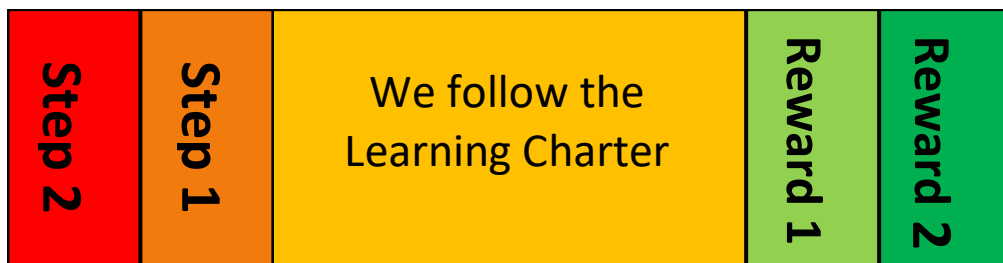 Step 2
Step 1
We follow the
Learning Charter
Reward 1
Reward 2